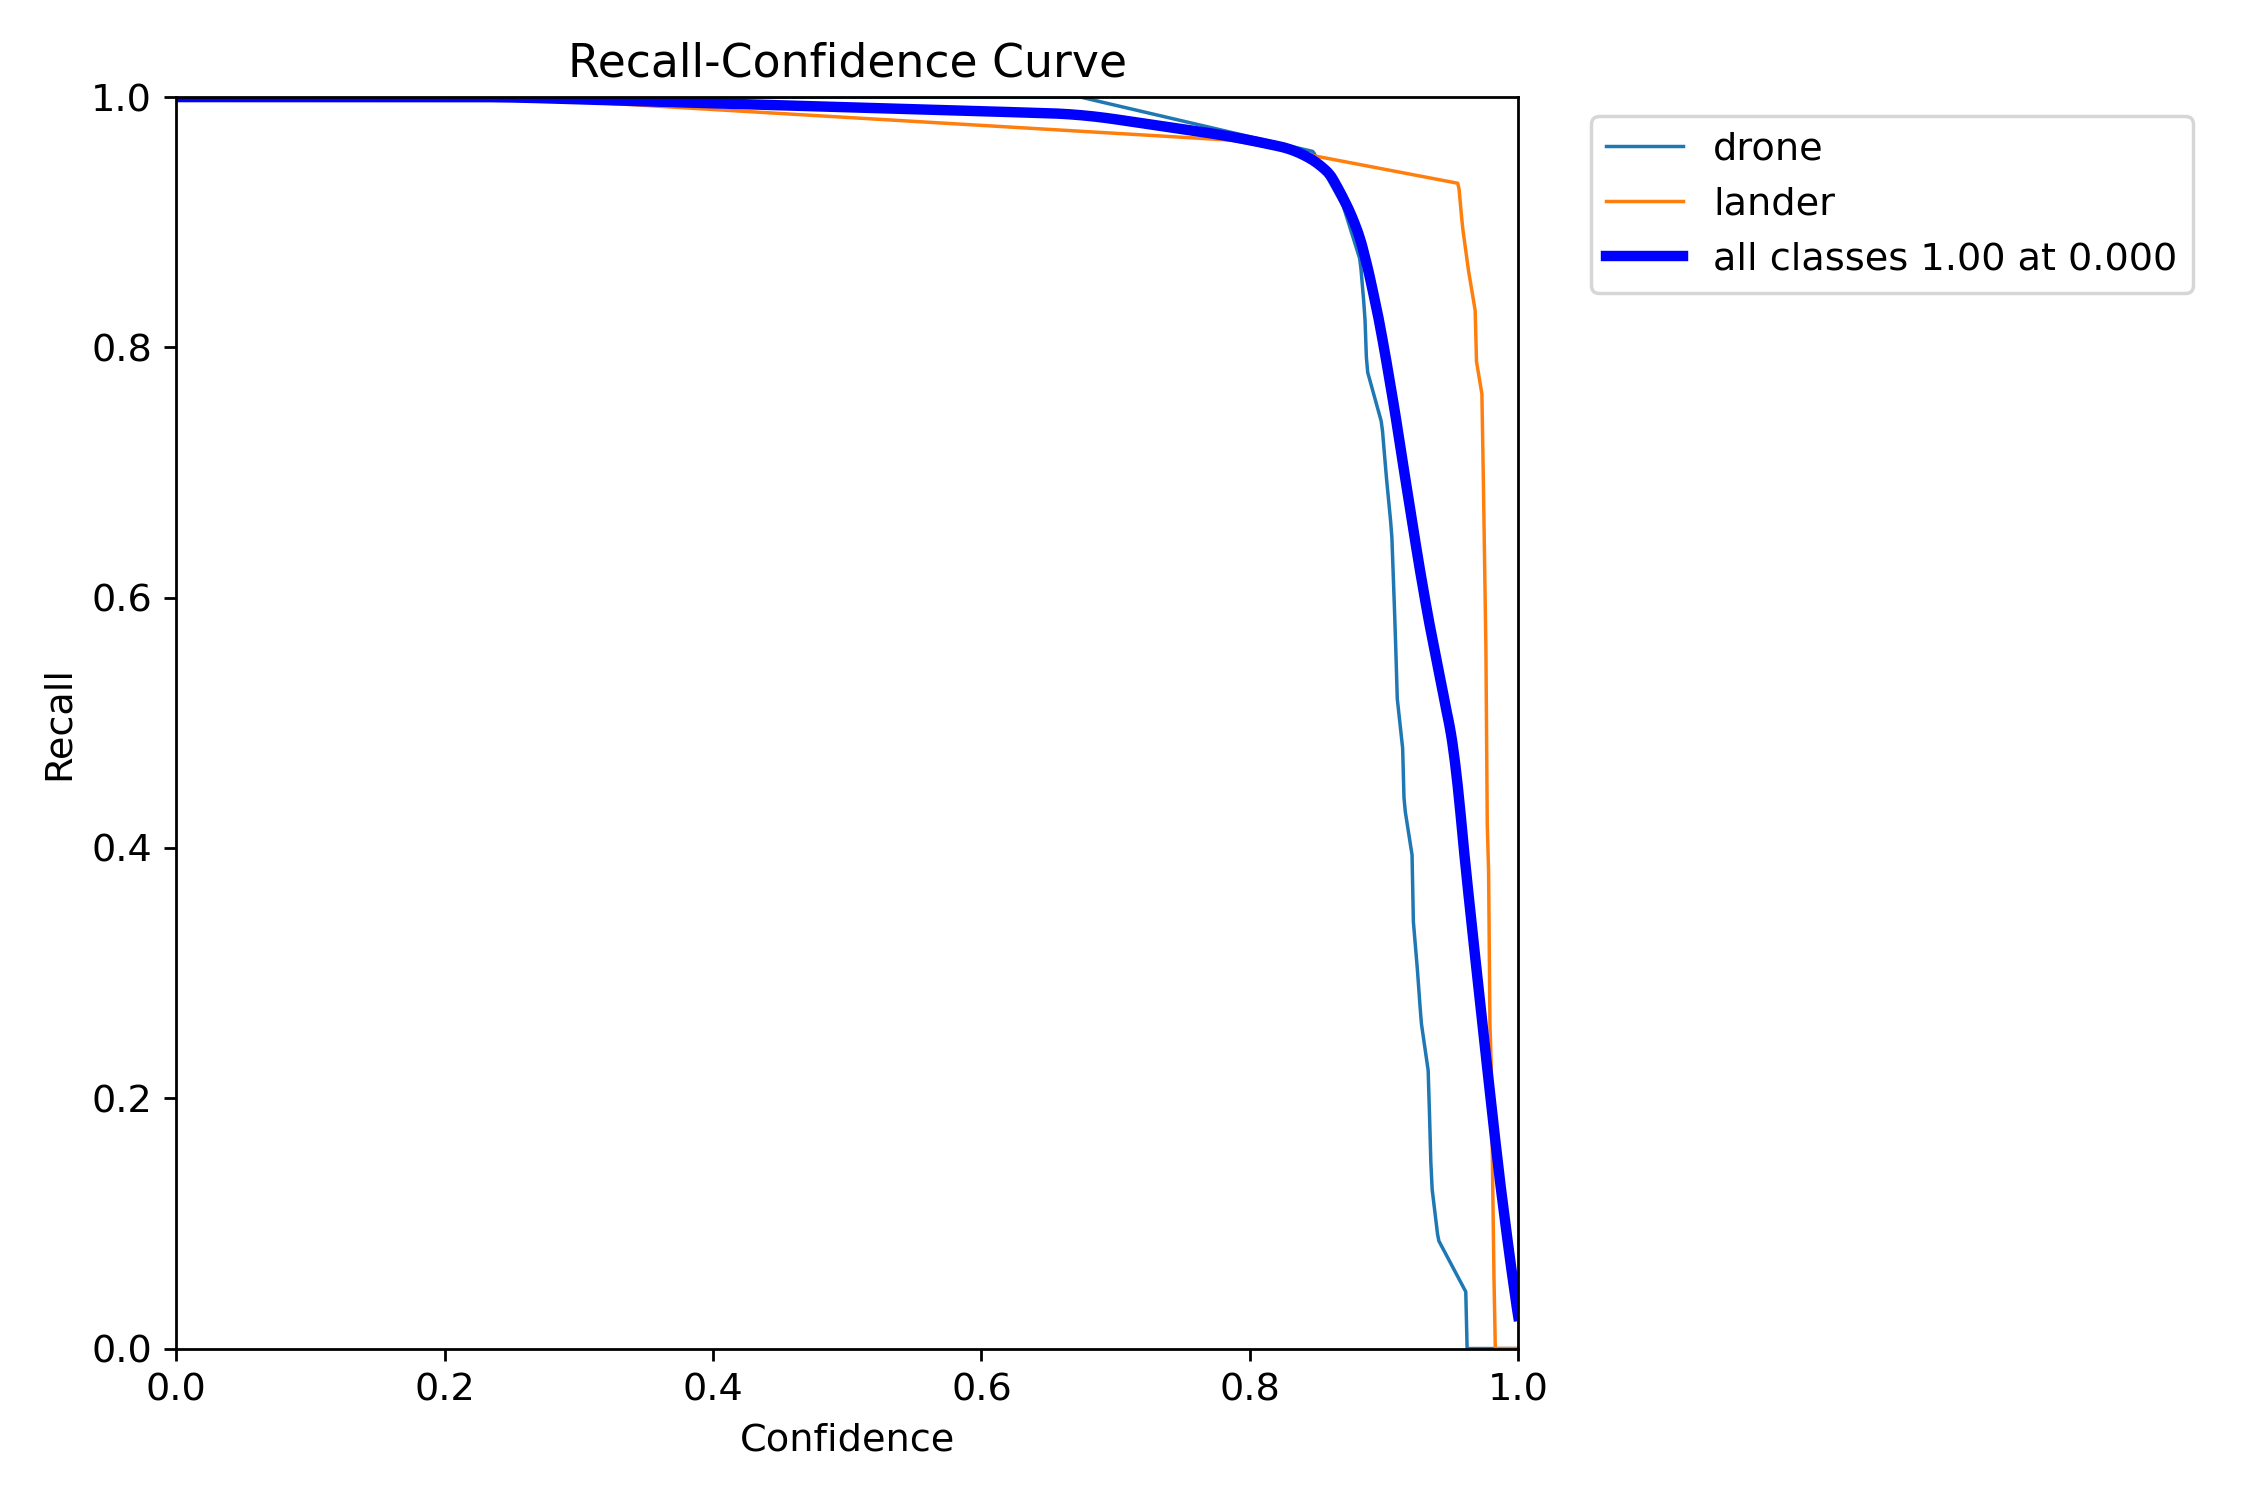 Recall-Confidence Curve
1.0
0.8
0.6
0.4
0.2
0.0
Recall
0.0 0.2 0.4 0.6 0.8 1.0
Confidence
drone
lander
all classes 1.00 at 0.000